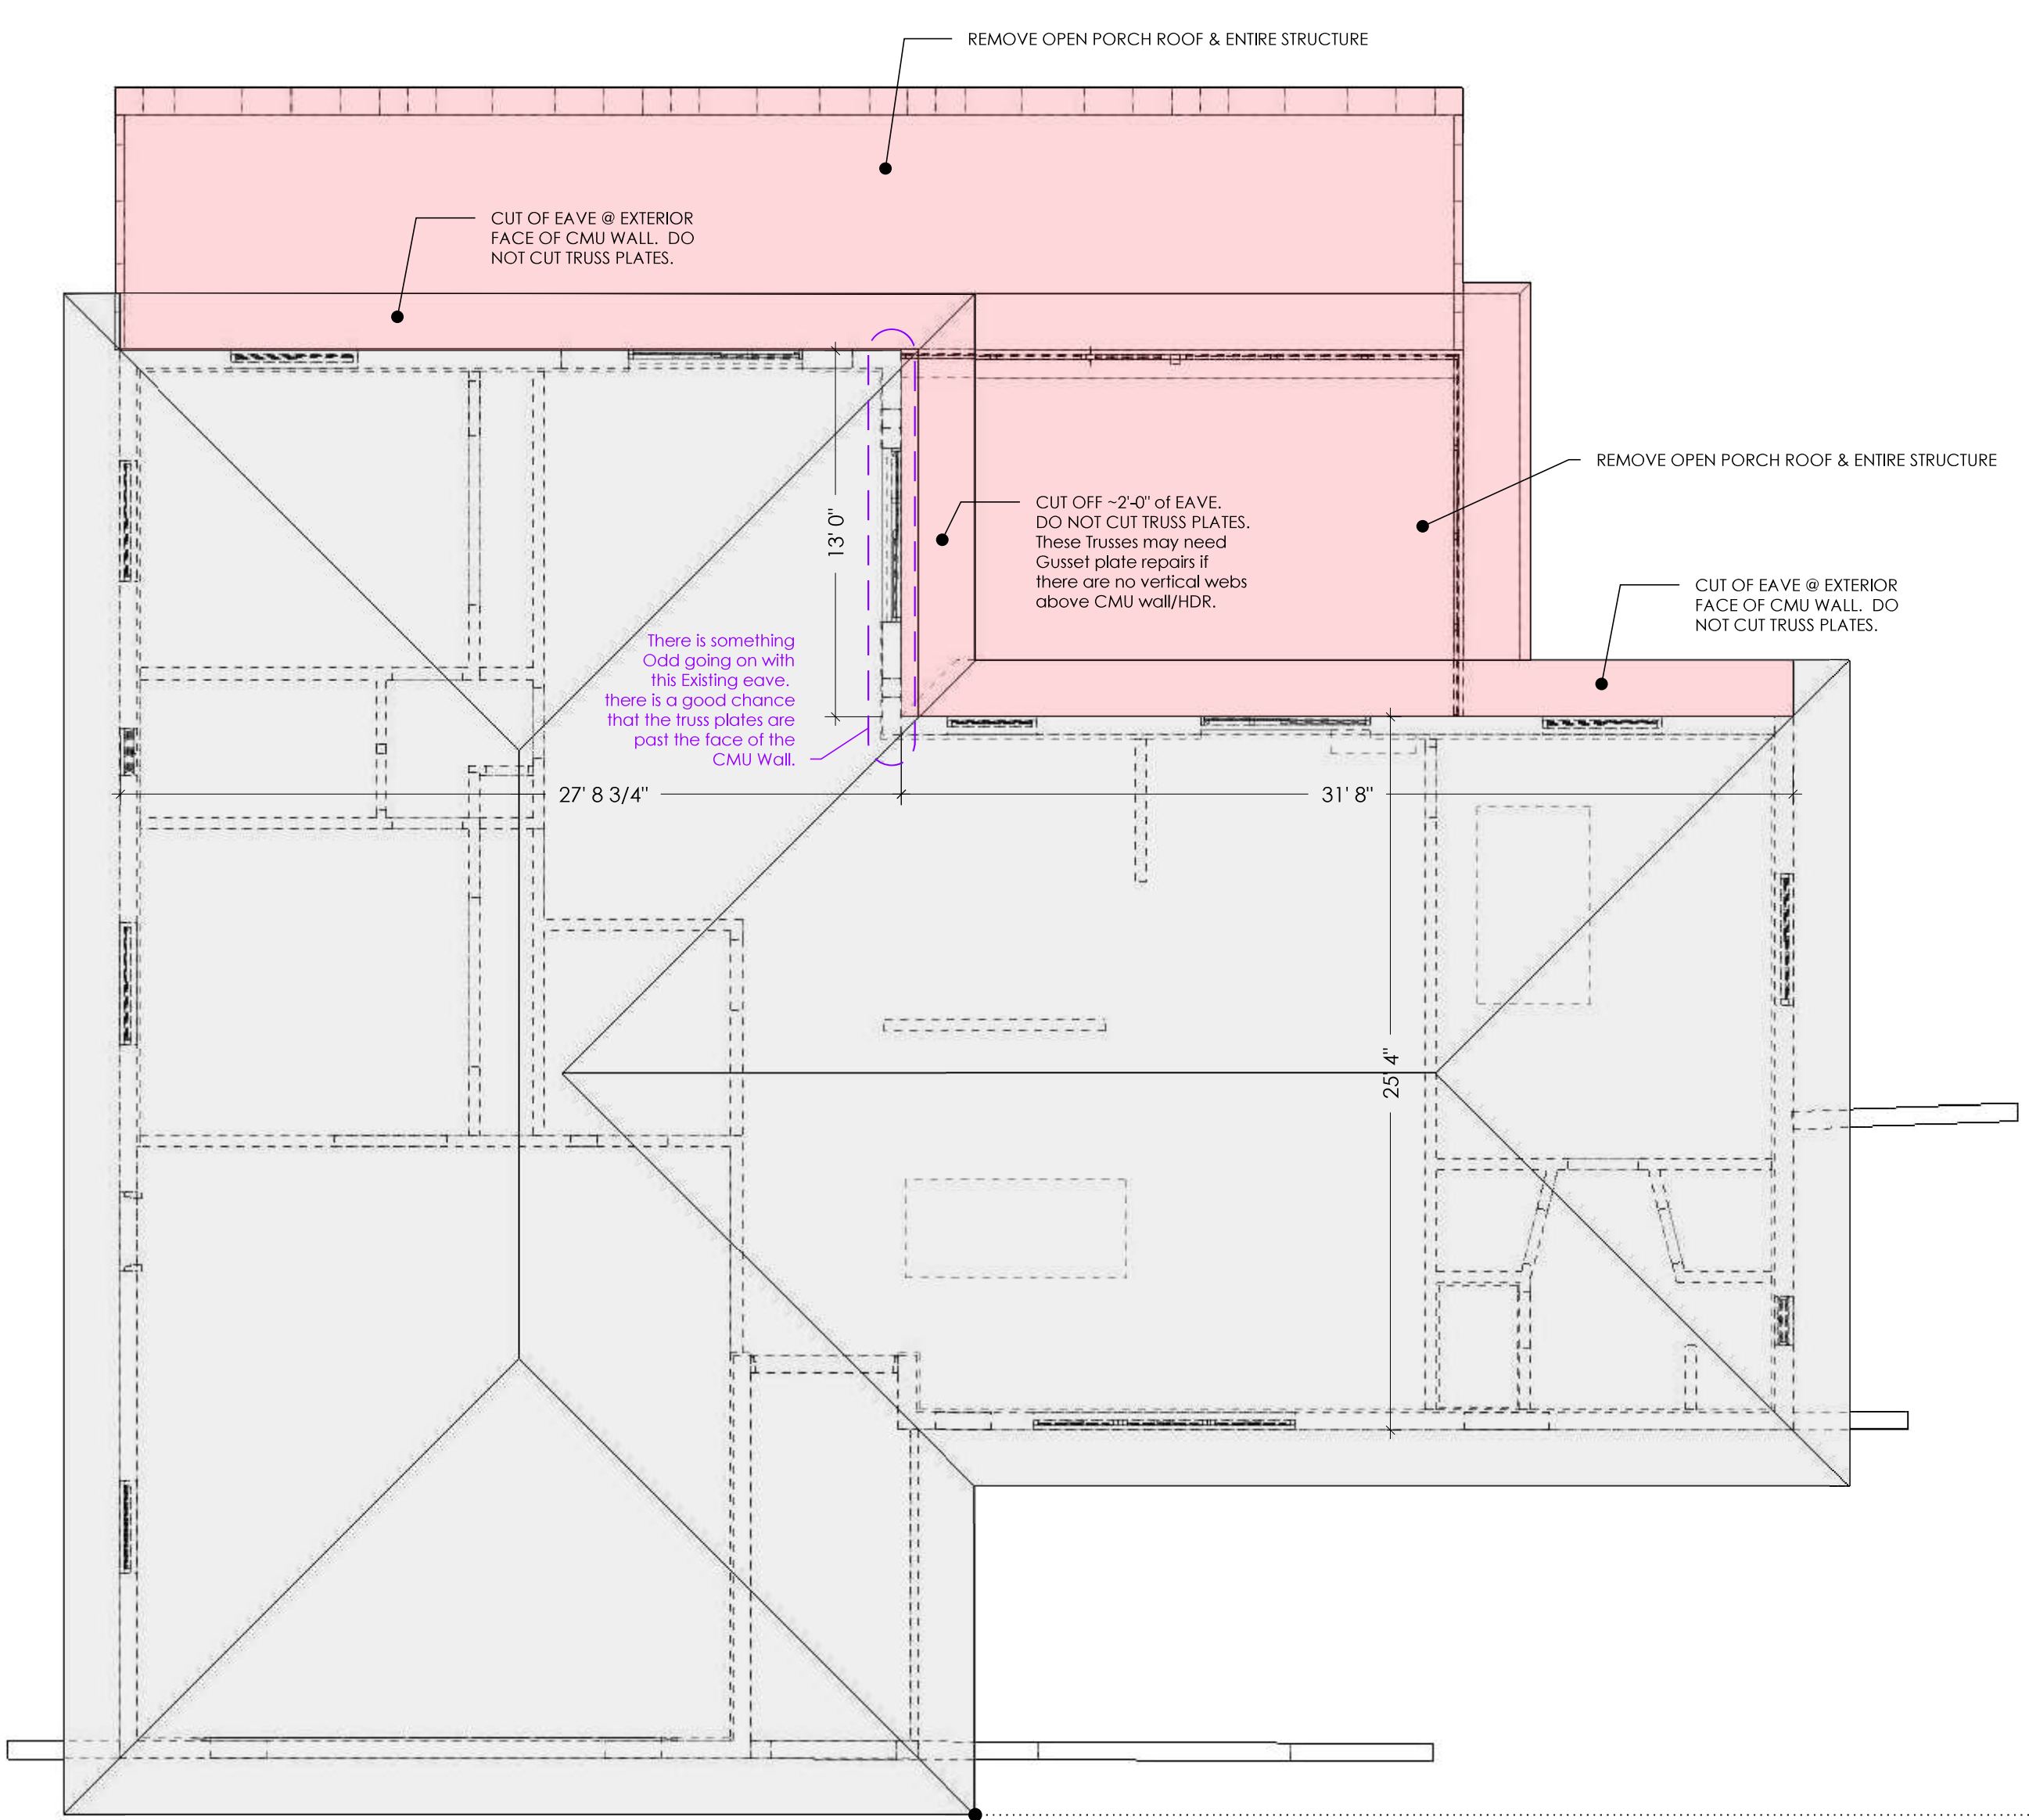 REMOVE OPEN PORCH ROOF & ENTIRE STRUCTURE
CUT OF EAVE @ EXTERIOR
FACE OF CMU WALL. DO
NOT CUT TRUSS PLATES.
REMOVE OPEN PORCH ROOF & ENTIRE STRUCTURE
CUT OFF ~2'-0" of EAVE.
DO NOT CUT TRUSS PLATES.
These Trusses may need
Gusset plate repairs if
there are no vertical webs
above CMU wall/HDR.
13' 0"
CUT OF EAVE @ EXTERIOR
FACE OF CMU WALL. DO
NOT CUT TRUSS PLATES.
There is something
Odd going on with
this Existing eave.
there is a good chance
that the truss plates are
past the face of the
CMU Wall.
27' 8 3/4"
31' 8"
25' 4"